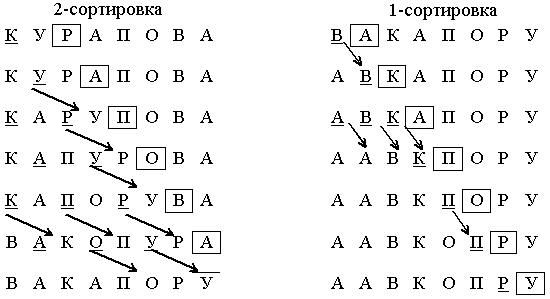 2-сортировка
К У Р А П О В А
К У Р А П О В А
К А Р У П О В А
К А П У Р О В А
К А П О Р У В А
В А К О П У Р А
В А К А П О Р У
1-сортировка
В А К А П О Р У
А В К А П О Р У
А В К А П О Р У
А А В К П О Р У
А А В К П О Р У
А А В К О П Р У
А А В К О П Р У